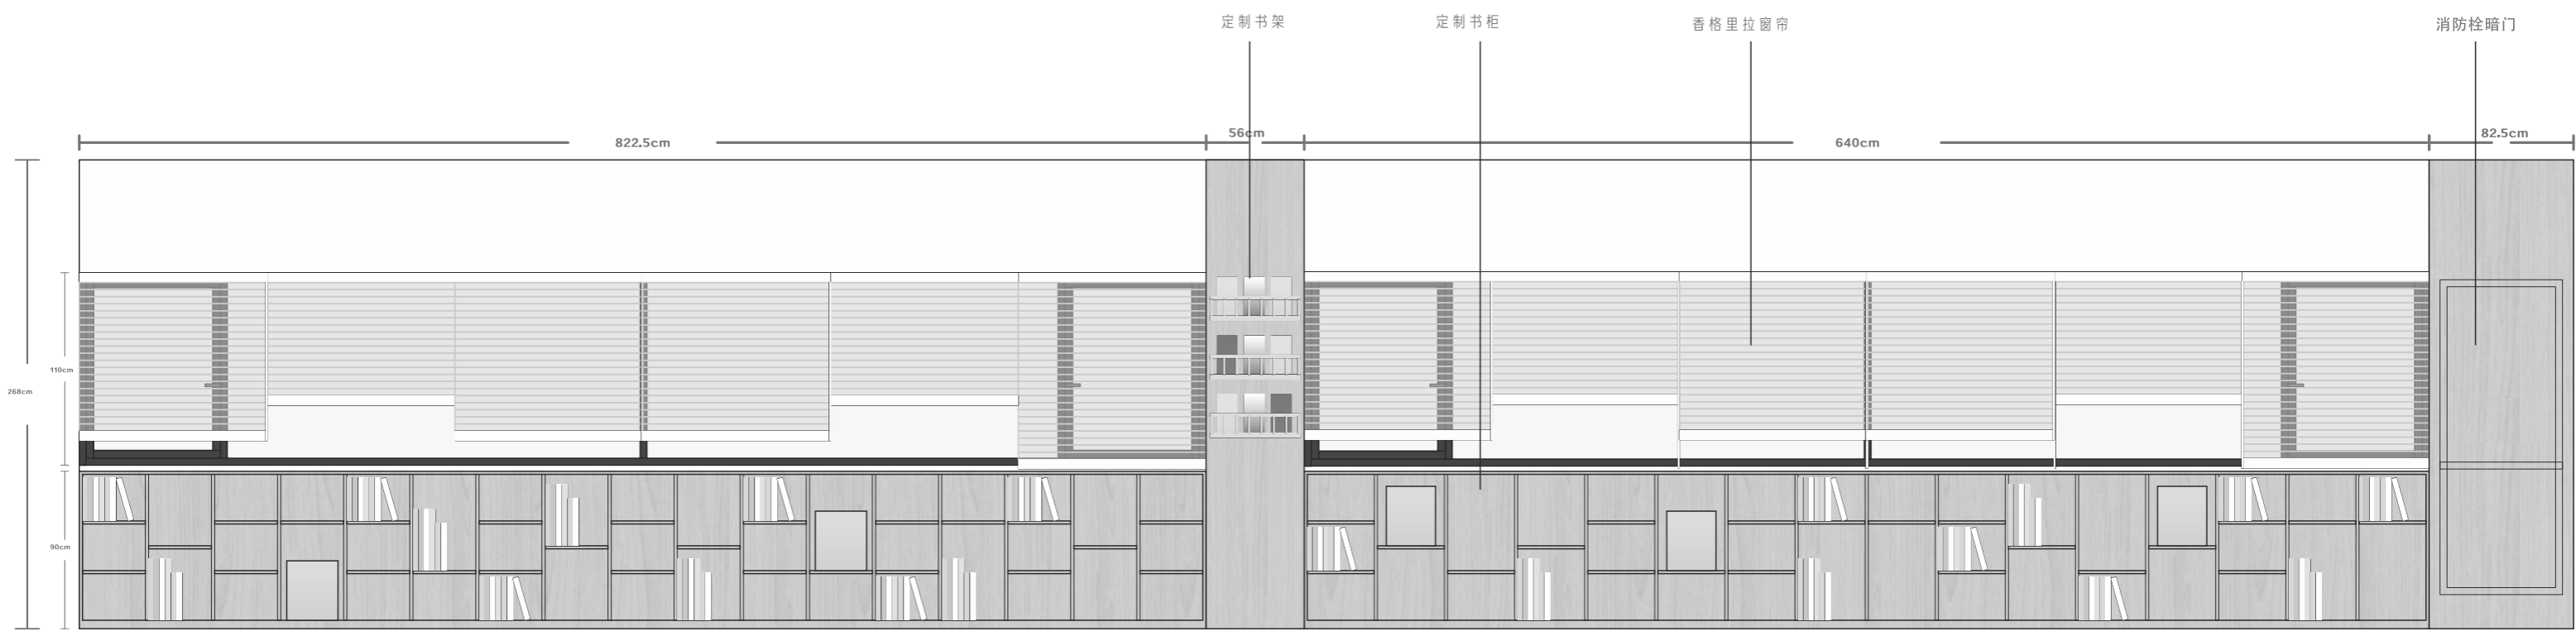 定制书架
定制书柜
香格里拉窗帘
消防栓暗门
822.5cm
56cm
640cm
82.5cm
110cm
268cm
90cm